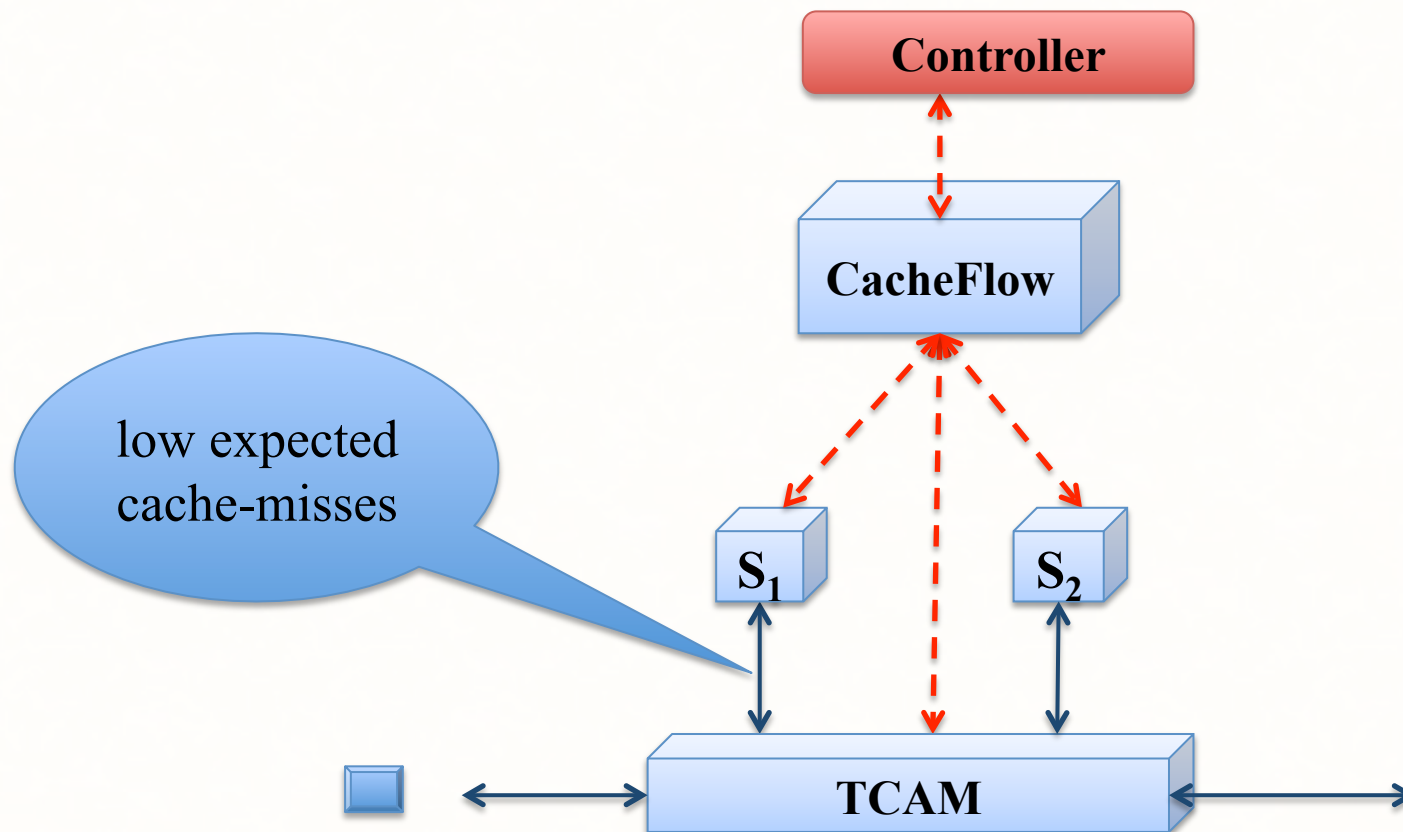 Controller
CacheFlow
low expected
cache-misses
S₁
S₂
TCAM